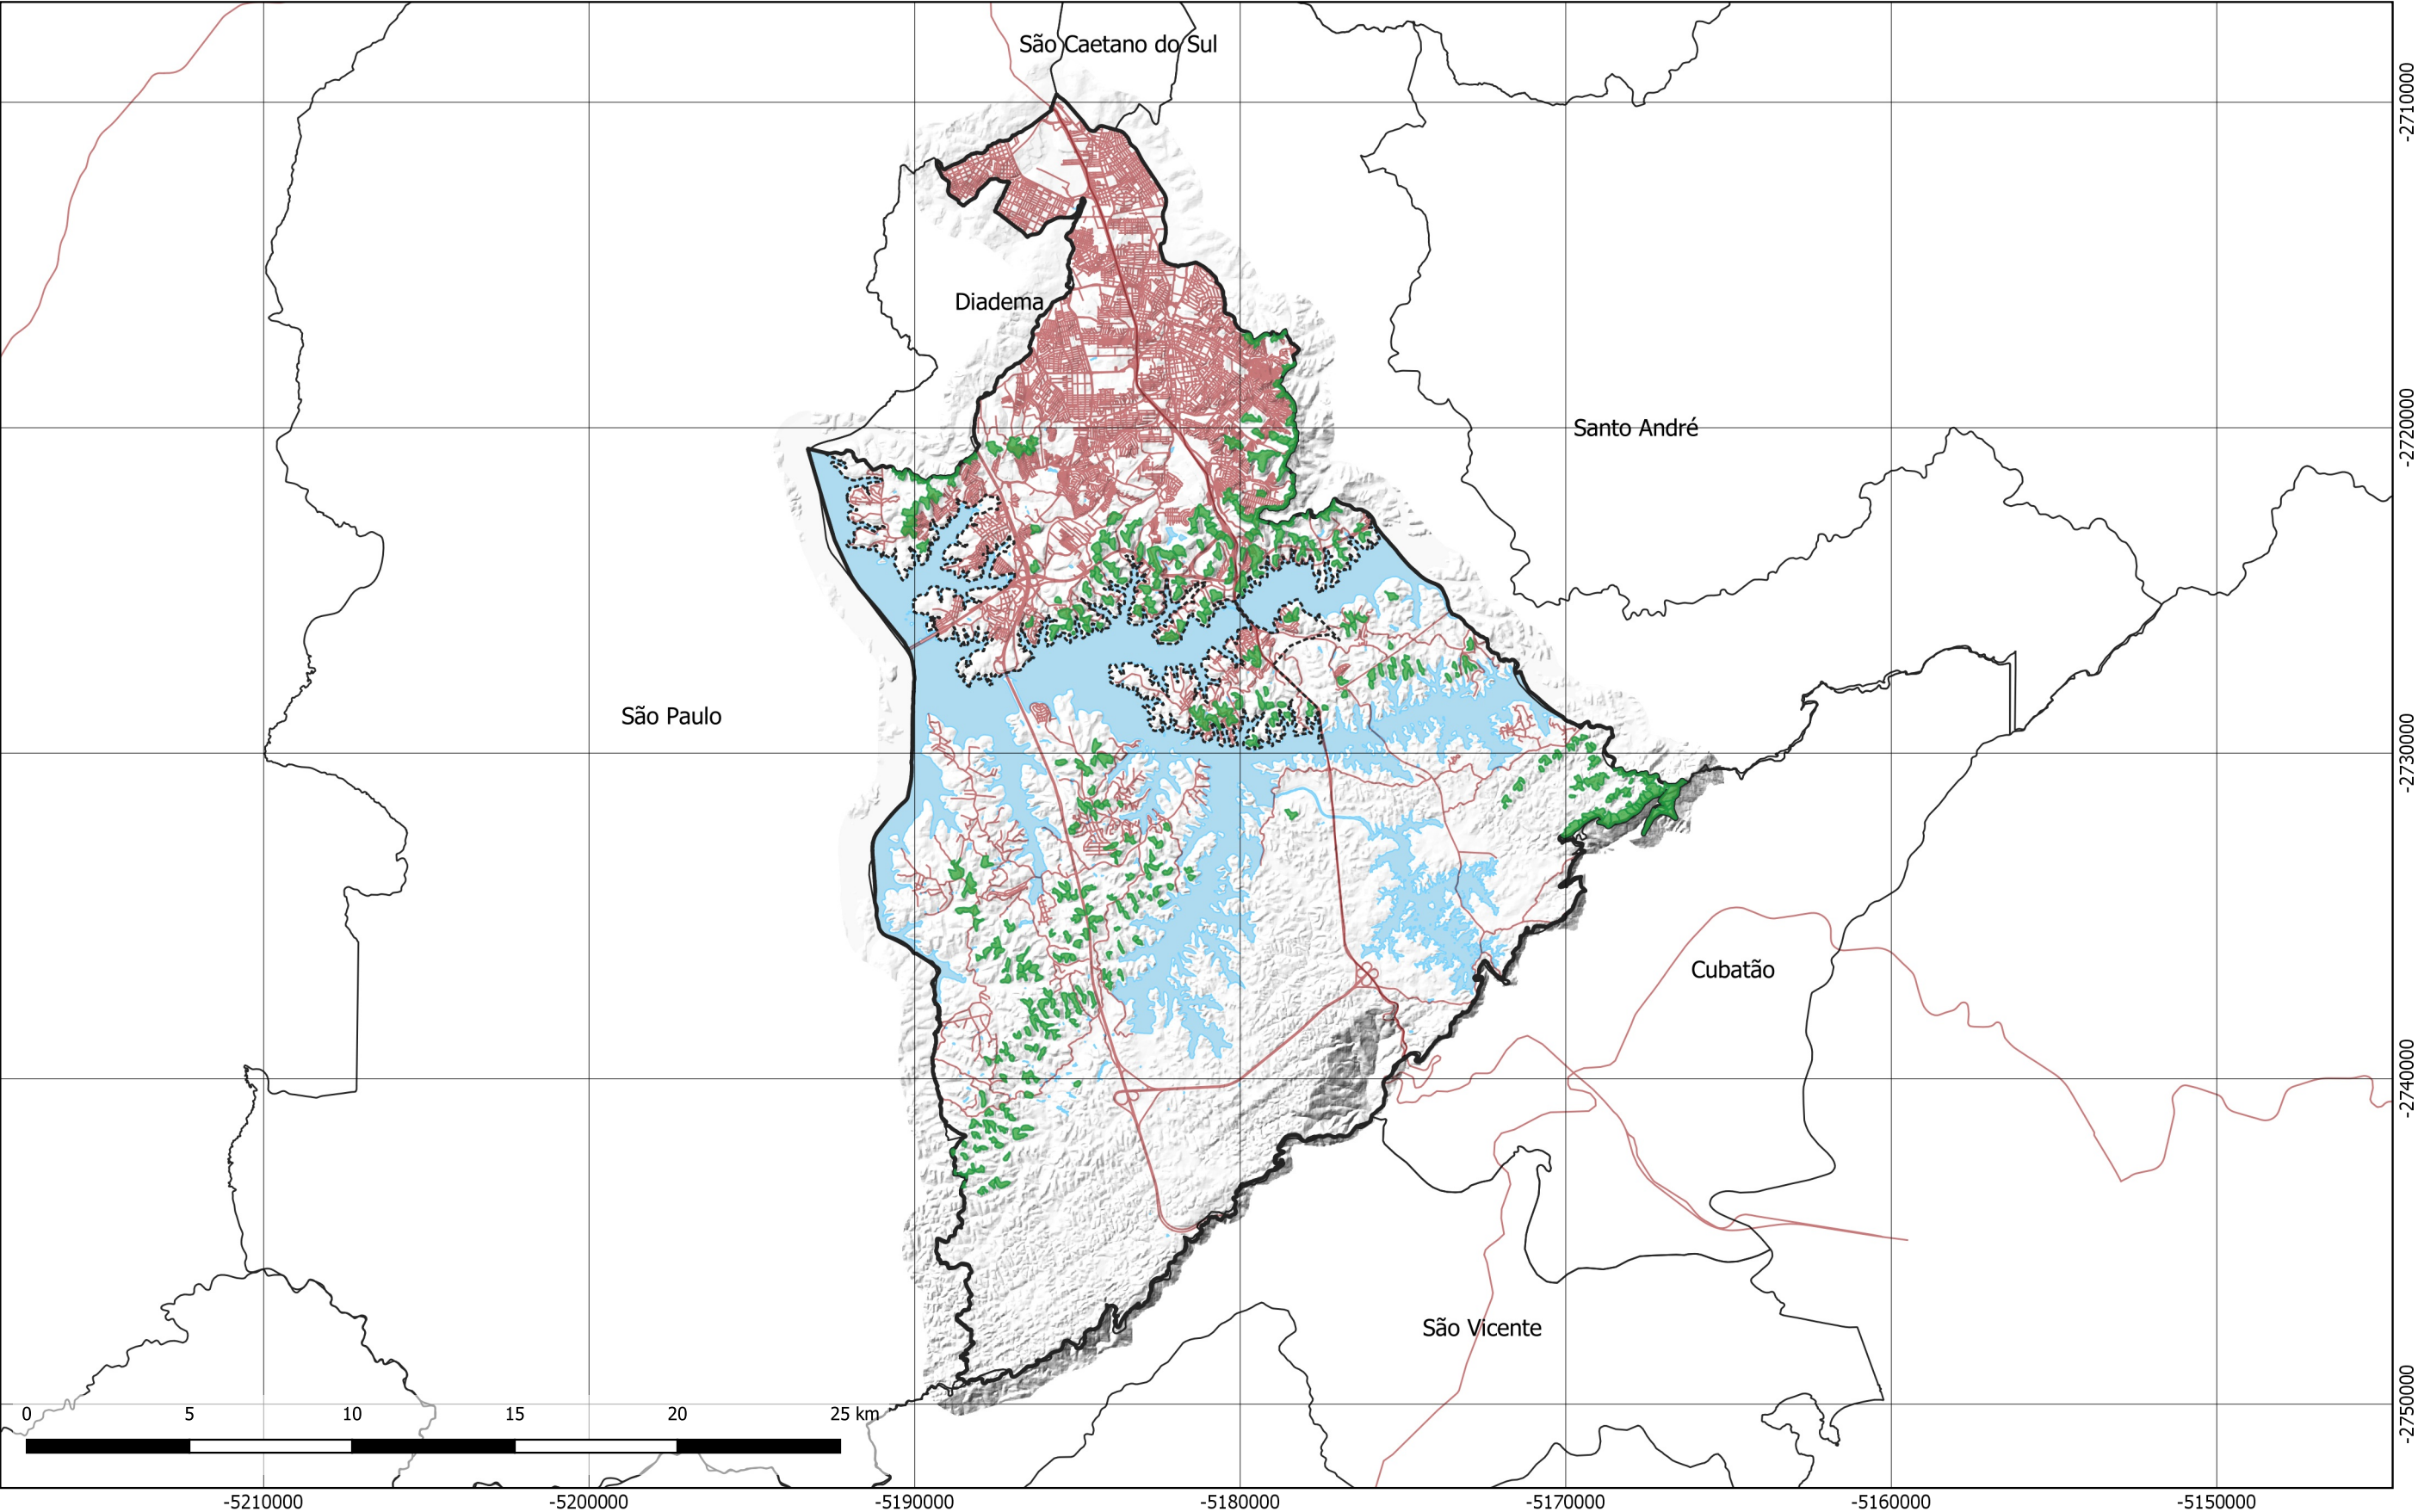 São Caetano do Sul
-2710000
Diadema
Santo André
-2720000
São Paulo
-2730000
Cubatão
-2740000
São Vicente
-2750000
0 5 10 15 20 25 km
-5210000 -5200000 -5190000 -5180000 -5170000 -5160000 -5150000